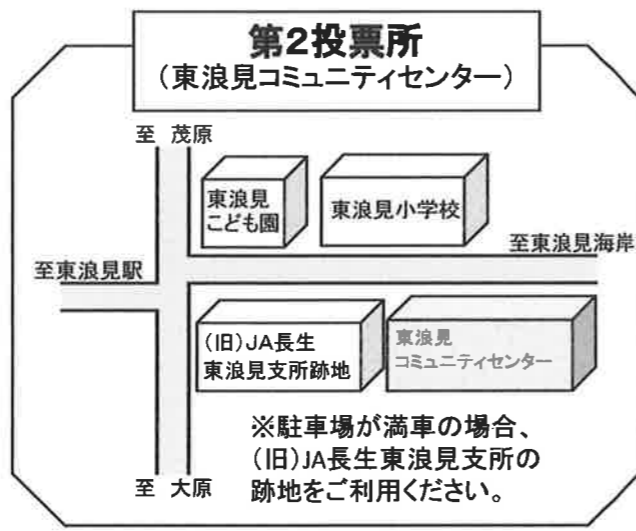 第2投票所
（東浪見コミュニティセンター）
至 茂原
東浪見
こども園
東浪見小学校
至東浪見海岸
至東浪見駅
（旧）JA長生
東浪見支所跡地
東浪見
コミュニティセンター
※駐車場が満車の場合、
（旧）JA長生東浪見支所の
跡地をご利用ください。
至 大原